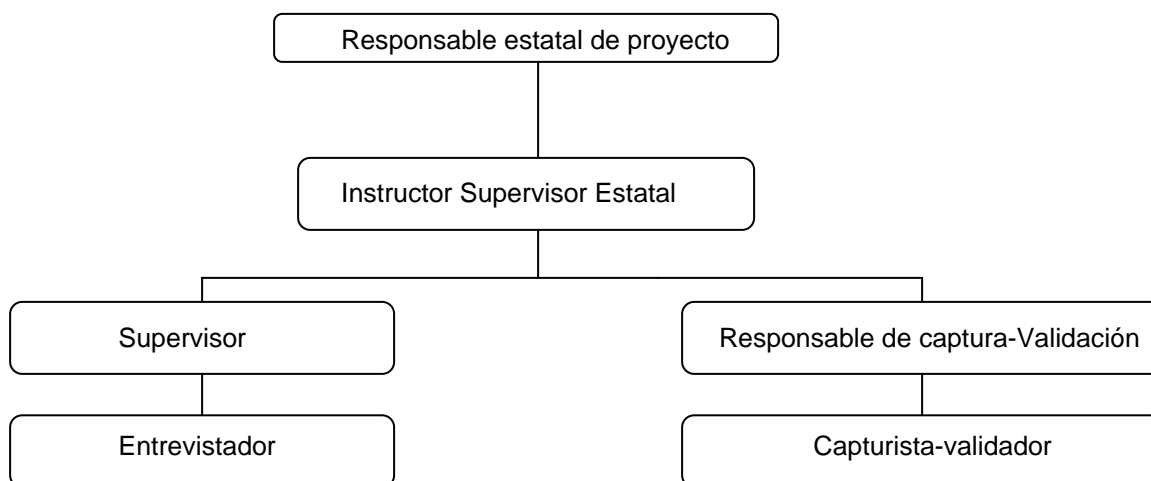 Responsable estatal de proyecto
Instructor Supervisor Estatal
Supervisor
Responsable de captura-Validación
Entrevistador
Capturista-validador